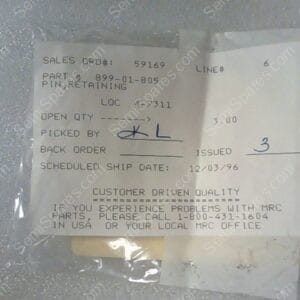 SALES ORD#: 59169 LINE# 6
PART # 899-01-805
PIN,RETAINING
LOC 4-7311
OPEN QTY -------> 3.00
PICKED BY KL
BACK ORDER ISSUED 3
SCHEDULED SHIP DATE: 12/03/96
CUSTOMER DRIVEN QUALITY
IF YOU EXPERIENCE PROBLEMS WITH MRC
PARTS, PLEASE CALL 1-800-431-1604
IN USA OR YOUR LOCAL MRC OFFICE